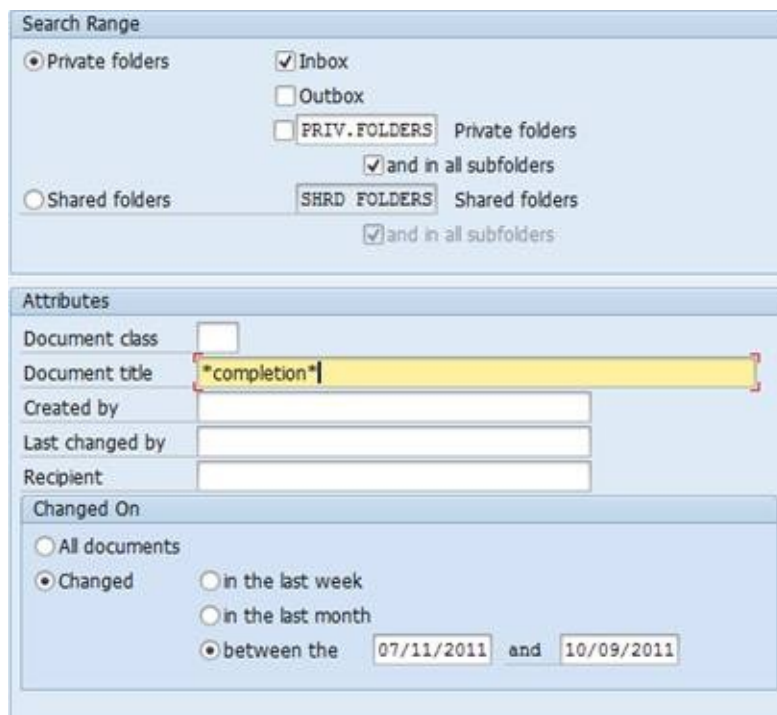 Search Range
Private folders Inbox
Outbox
PRIV.FOLDERS Private folders
and in all subfolders
Shared folders SHRD FOLDERS Shared folders
and in all subfolders
Attributes
Document class
Document title *completion*
Created by
Last changed by
Recipient
Changed On
All documents
Changed in the last week
in the last month
between the 07/11/2011 and 10/09/2011